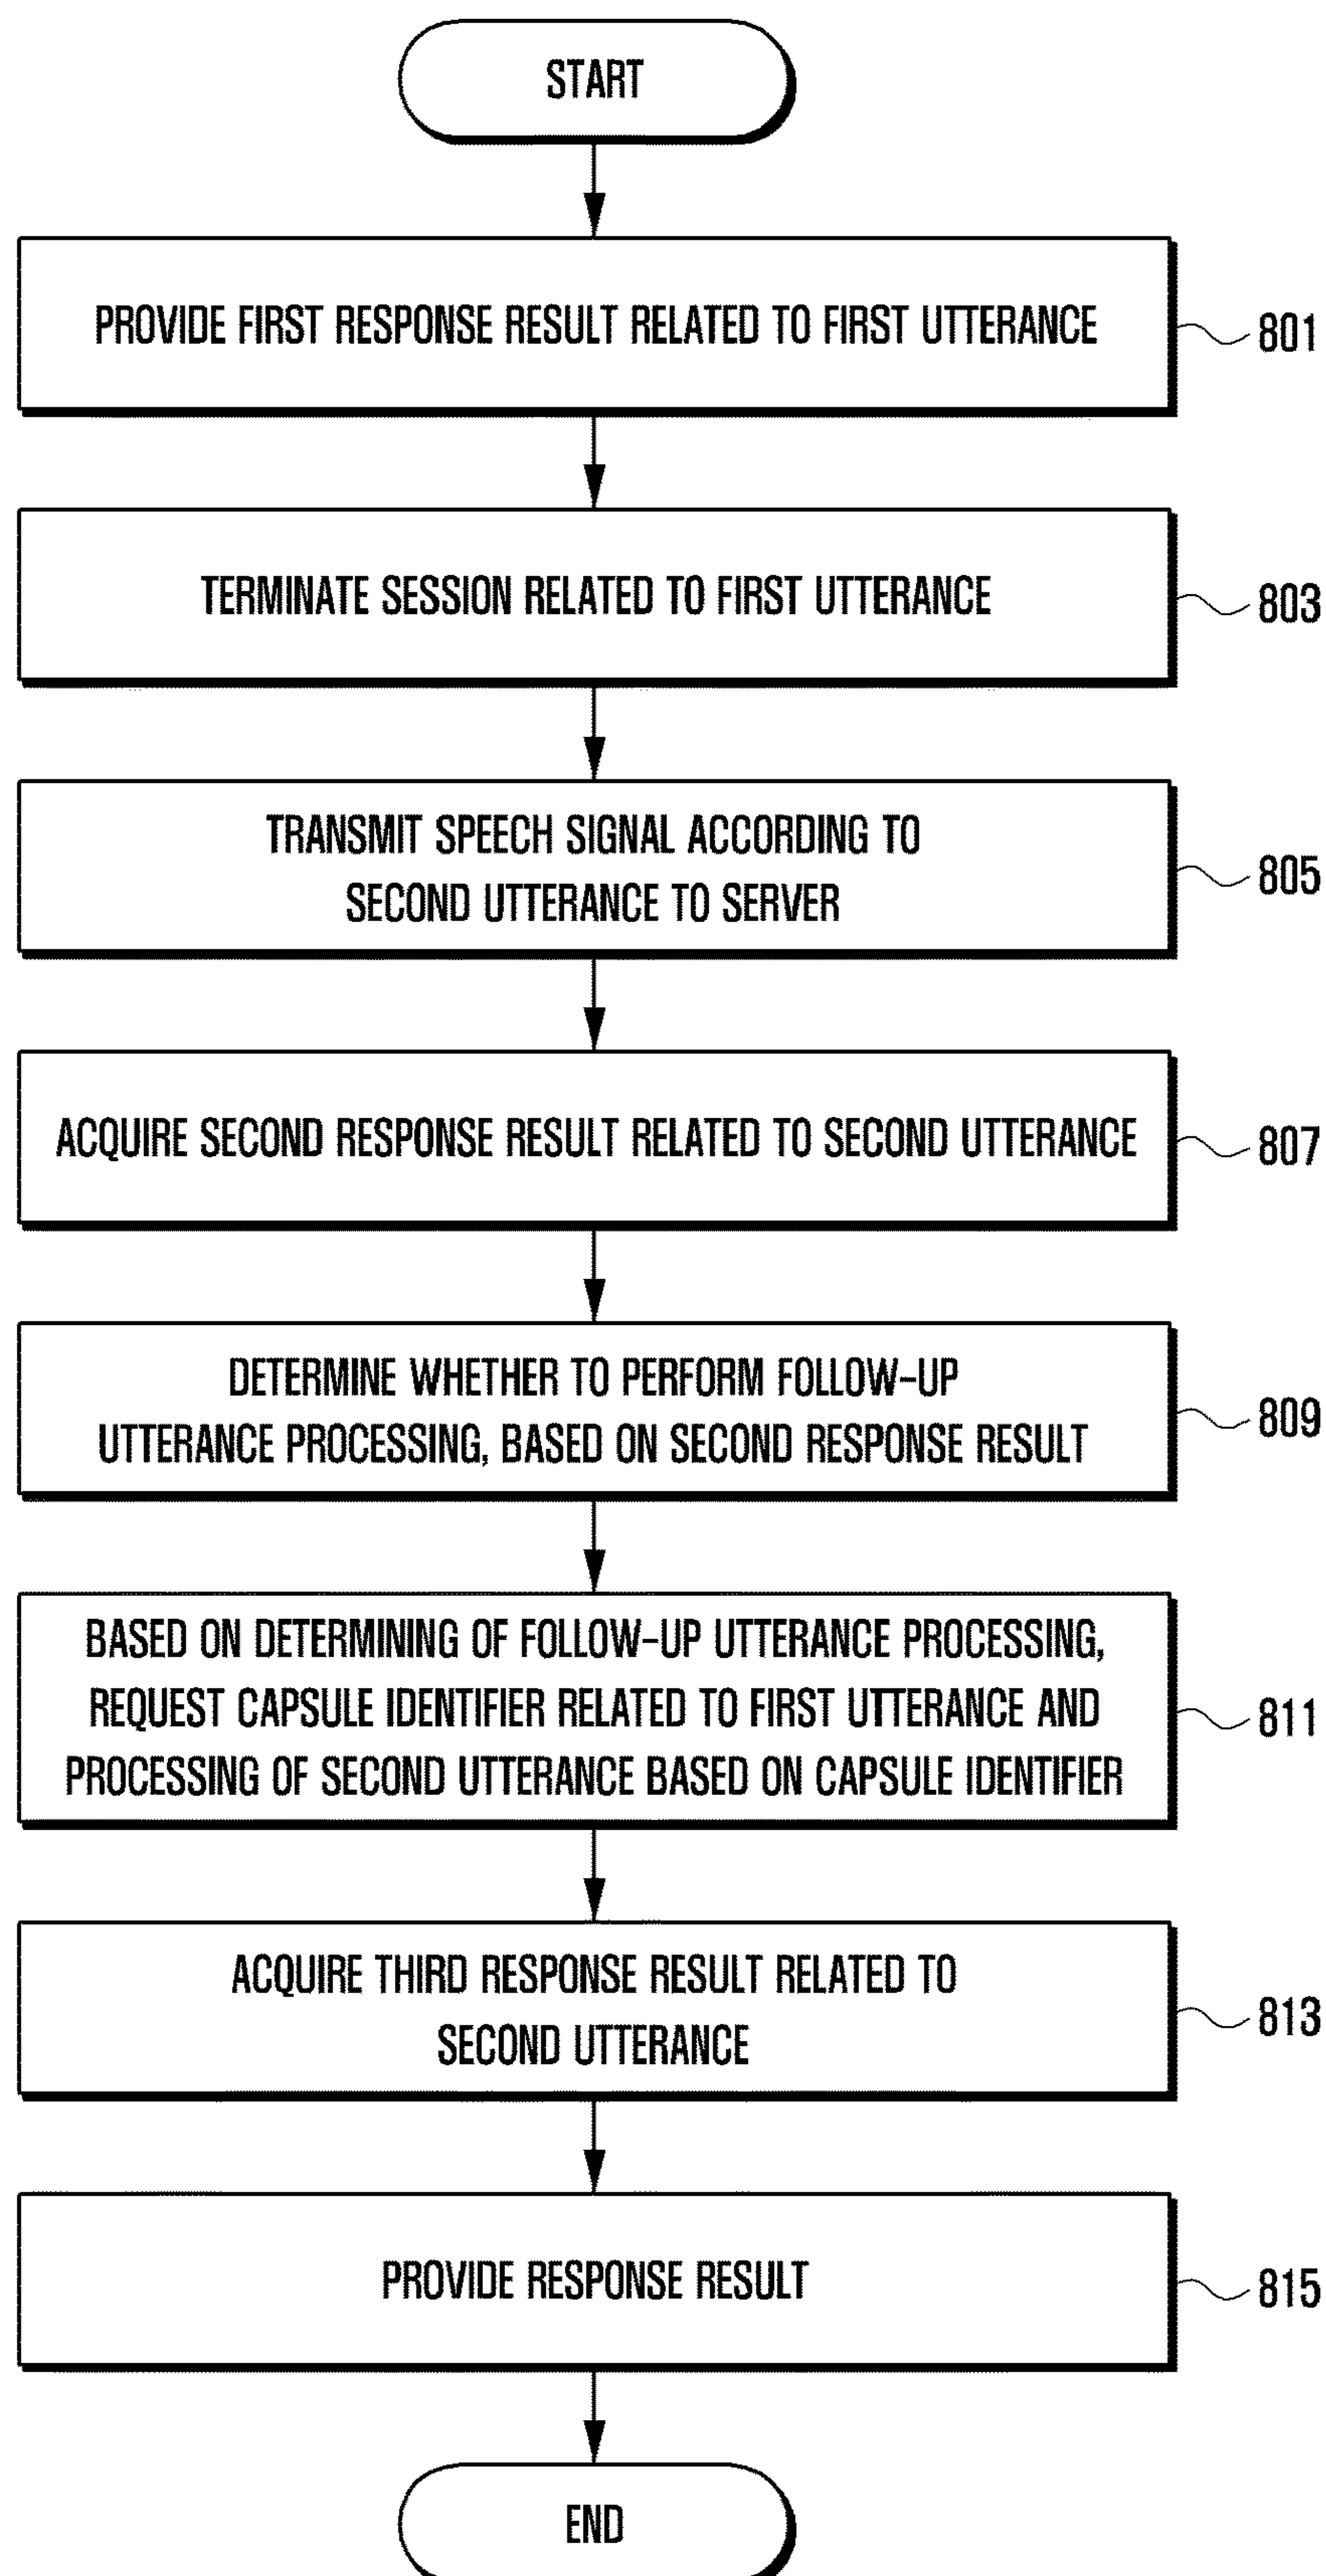 START
PROVIDE FIRST RESPONSE RESULT RELATED TO FIRST UTTERANCE
801
TERMINATE SESSION RELATED TO FIRST UTTERANCE
803
TRANSMIT SPEECH SIGNAL ACCORDING TO
SECOND UTTERANCE TO SERVER
805
ACQUIRE SECOND RESPONSE RESULT RELATED TO SECOND UTTERANCE
807
DETERMINE WHETHER TO PERFORM FOLLOW-UP
UTTERANCE PROCESSING, BASED ON SECOND RESPONSE RESULT
809
BASED ON DETERMINING OF FOLLOW-UP UTTERANCE PROCESSING,
REQUEST CAPSULE IDENTIFIER RELATED TO FIRST UTTERANCE AND
PROCESSING OF SECOND UTTERANCE BASED ON CAPSULE IDENTIFIER
811
ACQUIRE THIRD RESPONSE RESULT RELATED TO
SECOND UTTERANCE
813
PROVIDE RESPONSE RESULT
815
END